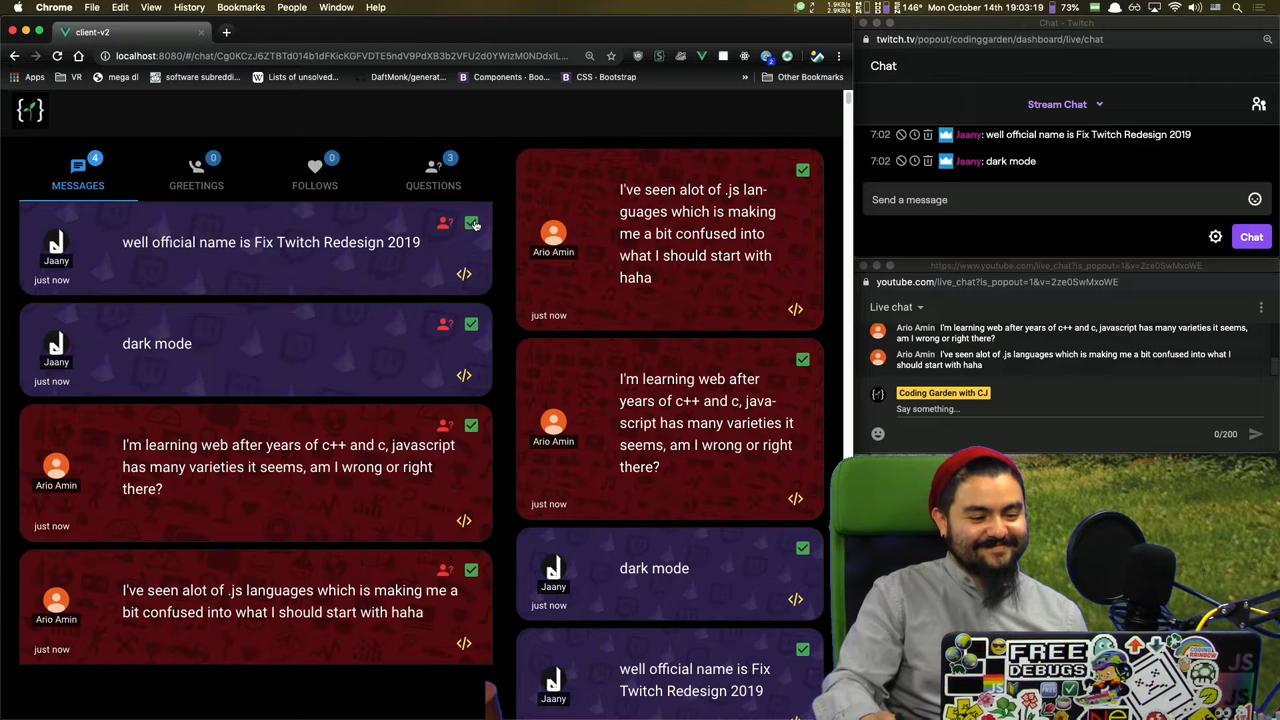 Chrome File Edit View History Bookmarks People Window Help
1.9KB/s
146° Mon October 14th 19:03:19 73%
client-v2
Chat - Twitch
twitch.tv/popout/codinggarden/dashboard/live/chat
Apps VR mega dl software subreddi... Lists of unsolved... DaftMonk/generat... Components · Boo... CSS · Bootstrap Other Bookmarks
Chat
Stream Chat
7:02 Jaany: well official name is Fix Twitch Redesign 2019
7:02 Jaany: dark mode
Send a message
Chat
4 0 0 3
MESSAGES GREETINGS FOLLOWS QUESTIONS
well official name is Fix Twitch Redesign 2019
Jaany
just now
dark mode
Jaany
just now
I'm learning web after years of c++ and c, javascript
has many varieties it seems, am I wrong or right
there?
Ario Amin
just now
I've seen alot of .js languages which is making me a
bit confused into what I should start with haha
Ario Amin
just now
I've seen alot of .js lan-
guages which is making
me a bit confused into
what I should start with
haha
Ario Amin
just now
I'm learning web after
years of c++ and c, java-
script has many varieties it
seems, am I wrong or right
there?
Ario Amin
just now
dark mode
Jaany
just now
well official name is Fix
Twitch Redesign 2019
Jaany
https://www.youtube.com/live_chat?is_popout=1&v=2ze0SwMxoWE
youtube.com/live_chat?is_popout=1&v=2ze0SwMxoWE
Live chat
Ario Amin I'm learning web after years of c++ and c, javascript has many varieties it seems,
am I wrong or right there?
Ario Amin I've seen alot of .js languages which is making me a bit confused into what I
should start with haha
Coding Garden with CJ
Say something...
0/200
FREE
DEBUGS
JS